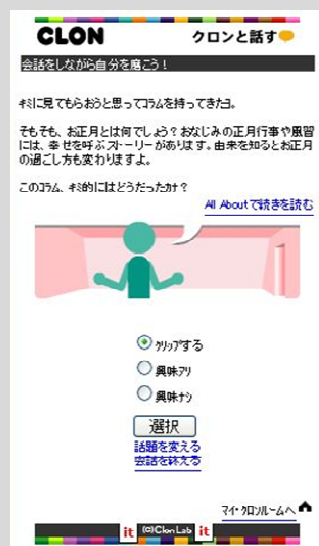 CLON
クロンと話す
会話をしながら自分を磨こう！
ｷﾐに見てもらおうと思ってｺﾗﾑを持ってきたﾖ。
そもそも、お正月とは何でしょう？おなじみの正月行事や風習
には、幸せを呼ぶストーリーがあります。由来を知るとお正月
の過ごし方も変わりますよ。
このｺﾗﾑ、ｷﾐ的にはどうだったｶﾅ？
All Aboutで続きを読む
ｸﾘｯﾌﾟする
興味ｱﾘ
興味ﾅｼ
選択
話題を変える
会話を終える
ﾏｲ･ｸﾛﾝﾙｰﾑへ
it (C)Clon Lab it